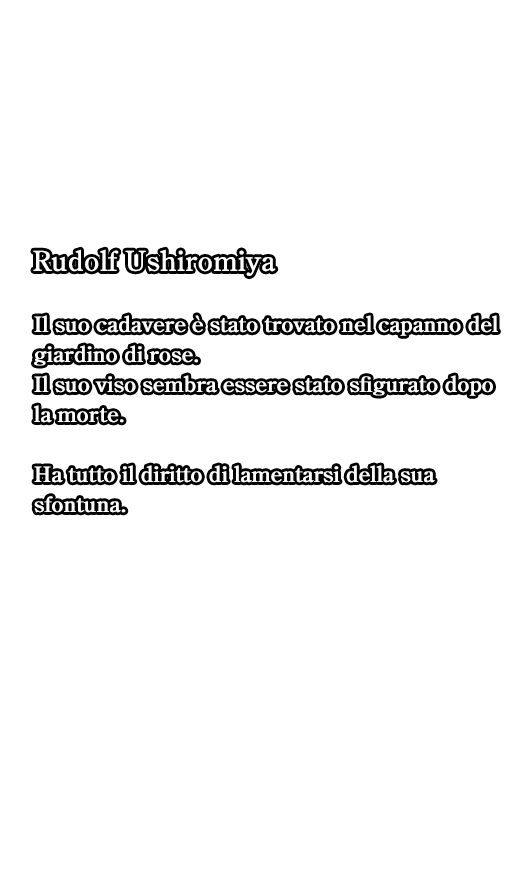 Rudolf Ushiromiya
Il suo cadavere è stato trovato nel capanno del
giardino di rose.
Il suo viso sembra essere stato sfigurato dopo
la morte.
Ha tutto il diritto di lamentarsi della sua
sfontuna.